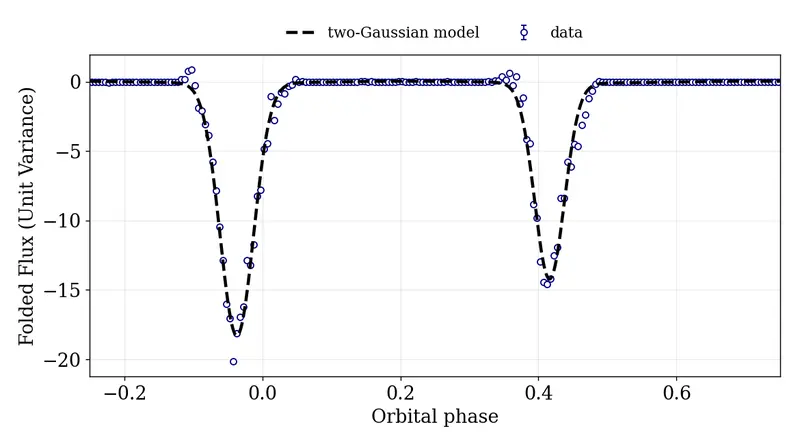 two-Gaussian model
data
Folded Flux (Unit Variance)
0
−5
−10
−15
−20
−0.2
0.0
0.2
0.4
0.6
Orbital phase